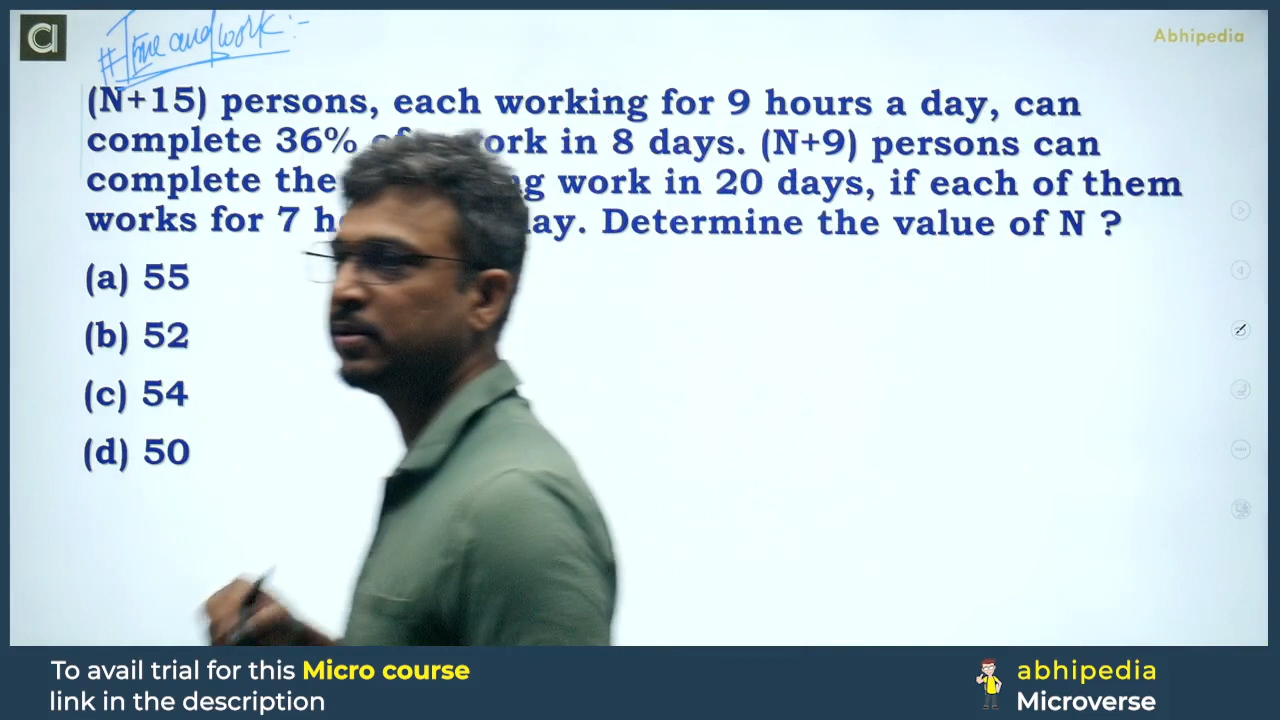 # Time and work :-
Abhipedia
(N+15) persons, each working for 9 hours a day, can
complete 36% work in 8 days. (N+9) persons can
complete the work in 20 days, if each of them
works for 7 day. Determine the value of N ?
(a) 55
(b) 52
(c) 54
(d) 50
To avail trial for this Micro course
link in the description
abhipedia
Microverse